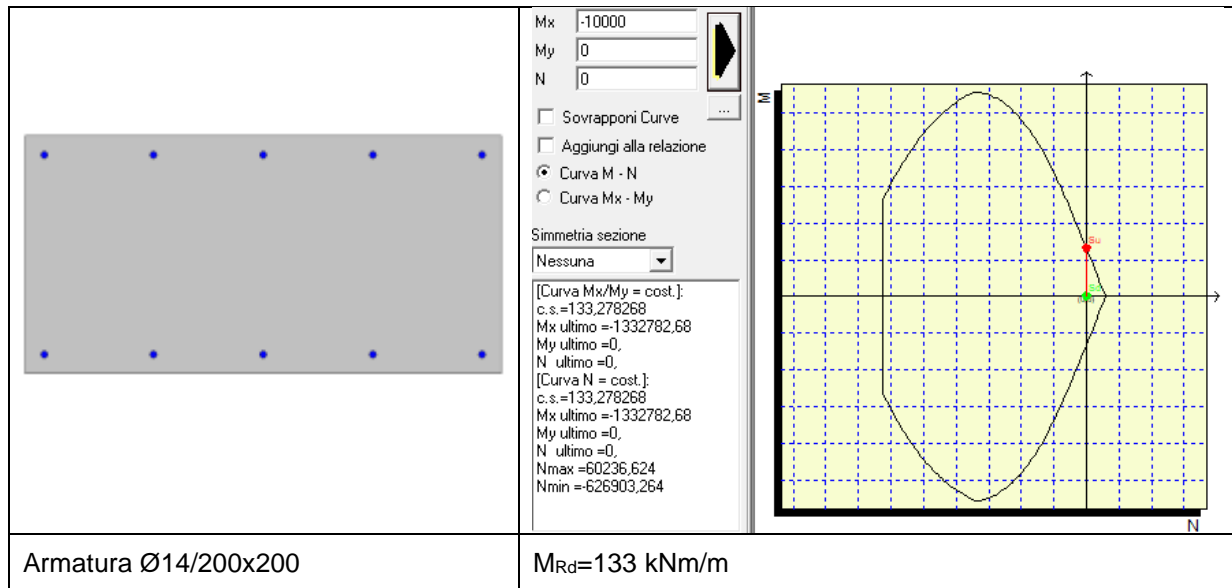 Mx -10000
My 0
N 0
...
Sovrapponi Curve
Aggiungi alla relazione
Curva M - N
Curva Mx - My
Simmetria sezione
Nessuna
[Curva Mx/My = cost.]:
c.s.=133,278268
Mx ultimo =-1332782,68
My ultimo =0,
N ultimo =0,
[Curva N = cost.]:
c.s.=133,278268
Mx ultimo =-1332782,68
My ultimo =0,
N ultimo =0,
Nmax =60236,624
Nmin =-626903,264
M
Su
N
Armatura Ø14/200x200
MRd=133 kNm/m